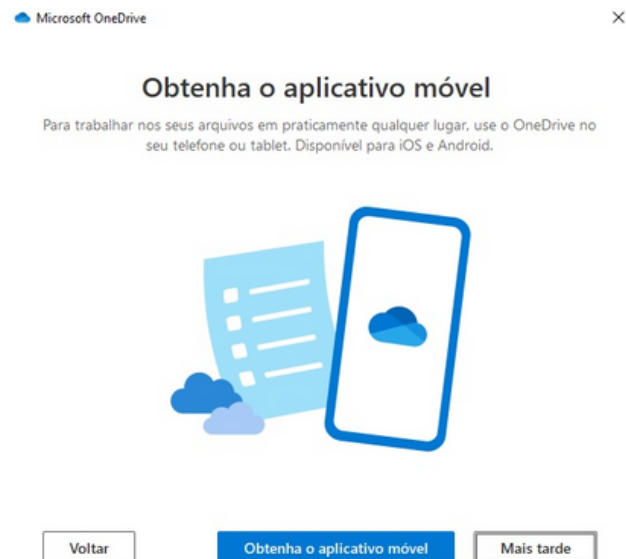 Microsoft OneDrive
Obtenha o aplicativo móvel
Para trabalhar nos seus arquivos em praticamente qualquer lugar, use o OneDrive no
seu telefone ou tablet. Disponível para iOS e Android.
Voltar
Obtenha o aplicativo móvel
Mais tarde